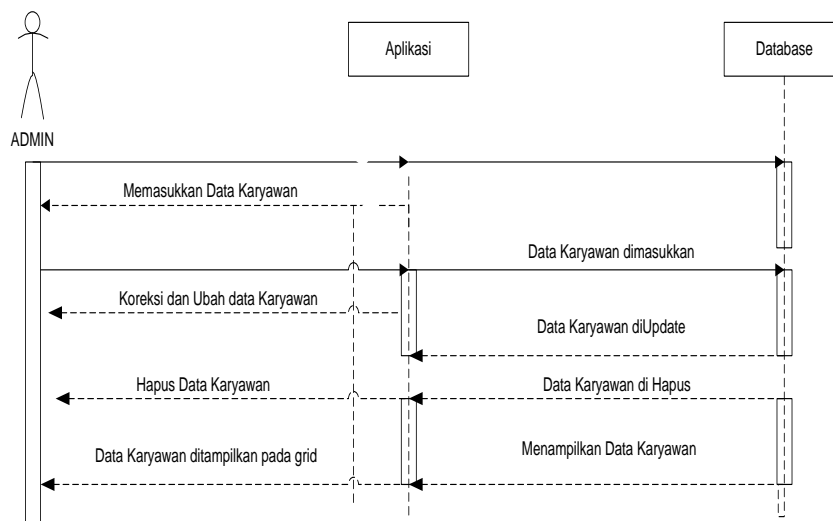 Aplikasi
Database
ADMIN
Memasukkan Data Karyawan
Data Karyawan dimasukkan
Koreksi dan Ubah data Karyawan
Data Karyawan diUpdate
Hapus Data Karyawan
Data Karyawan di Hapus
Data Karyawan ditampilkan pada grid
Menampilkan Data Karyawan